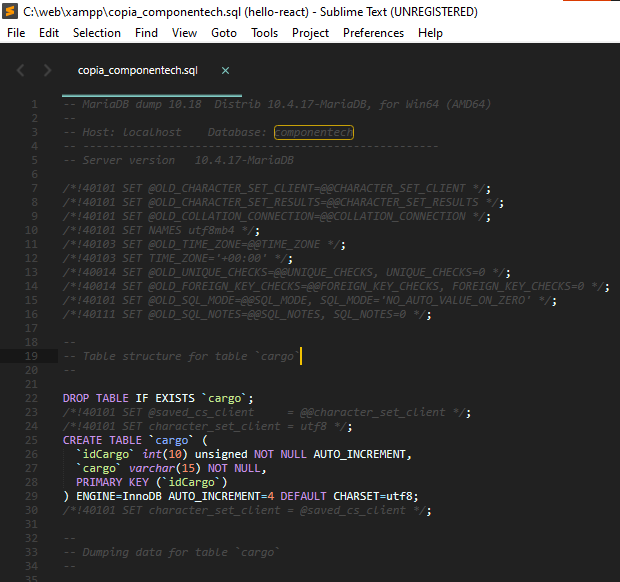 C:\web\xampp\copia_componentech.sql (hello-react) - Sublime Text (UNREGISTERED)
File Edit Selection Find View Goto Tools Project Preferences Help
copia_componentech.sql ×
1 -- MariaDB dump 10.18  Distrib 10.4.17-MariaDB, for Win64 (AMD64)
2 --
3 -- Host: localhost    Database: componentech
4 -- ------------------------------------------------------
5 -- Server version   10.4.17-MariaDB
6
7 /*!40101 SET @OLD_CHARACTER_SET_CLIENT=@@CHARACTER_SET_CLIENT */;
8 /*!40101 SET @OLD_CHARACTER_SET_RESULTS=@@CHARACTER_SET_RESULTS */;
9 /*!40101 SET @OLD_COLLATION_CONNECTION=@@COLLATION_CONNECTION */;
10 /*!40101 SET NAMES utf8mb4 */;
11 /*!40103 SET @OLD_TIME_ZONE=@@TIME_ZONE */;
12 /*!40103 SET TIME_ZONE='+00:00' */;
13 /*!40014 SET @OLD_UNIQUE_CHECKS=@@UNIQUE_CHECKS, UNIQUE_CHECKS=0 */;
14 /*!40014 SET @OLD_FOREIGN_KEY_CHECKS=@@FOREIGN_KEY_CHECKS, FOREIGN_KEY_CHECKS=0 */;
15 /*!40101 SET @OLD_SQL_MODE=@@SQL_MODE, SQL_MODE='NO_AUTO_VALUE_ON_ZERO' */;
16 /*!40111 SET @OLD_SQL_NOTES=@@SQL_NOTES, SQL_NOTES=0 */;
17
18 --
19 -- Table structure for table `cargo`
20 --
21
22 DROP TABLE IF EXISTS `cargo`;
23 /*!40101 SET @saved_cs_client     = @@character_set_client */;
24 /*!40101 SET character_set_client = utf8 */;
25 CREATE TABLE `cargo` (
26   `idCargo` int(10) unsigned NOT NULL AUTO_INCREMENT,
27   `cargo` varchar(15) NOT NULL,
28   PRIMARY KEY (`idCargo`)
29 ) ENGINE=InnoDB AUTO_INCREMENT=4 DEFAULT CHARSET=utf8;
30 /*!40101 SET character_set_client = @saved_cs_client */;
31
32 --
33 -- Dumping data for table `cargo`
34 --
35